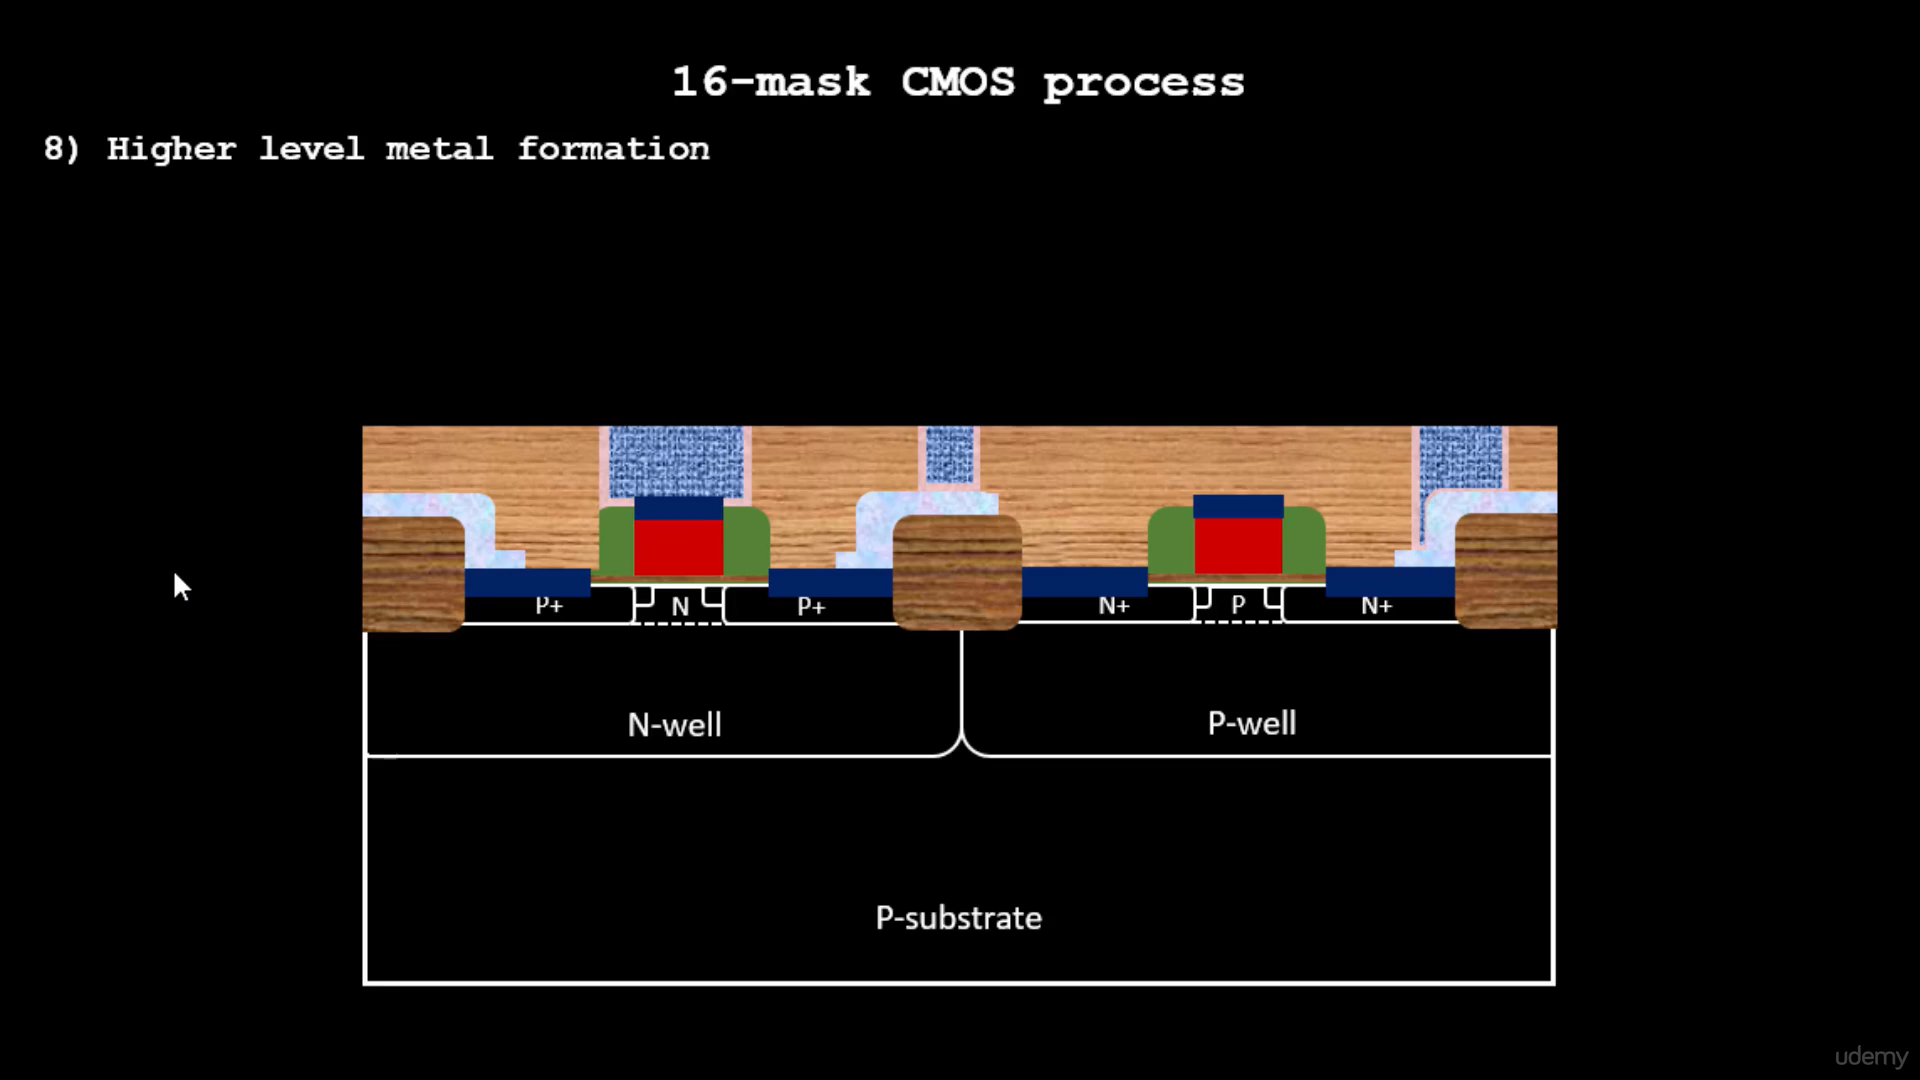 16-mask CMOS process
8) Higher level metal formation
P+ N P+ N+ P N+
N-well P-well
P-substrate
udemy